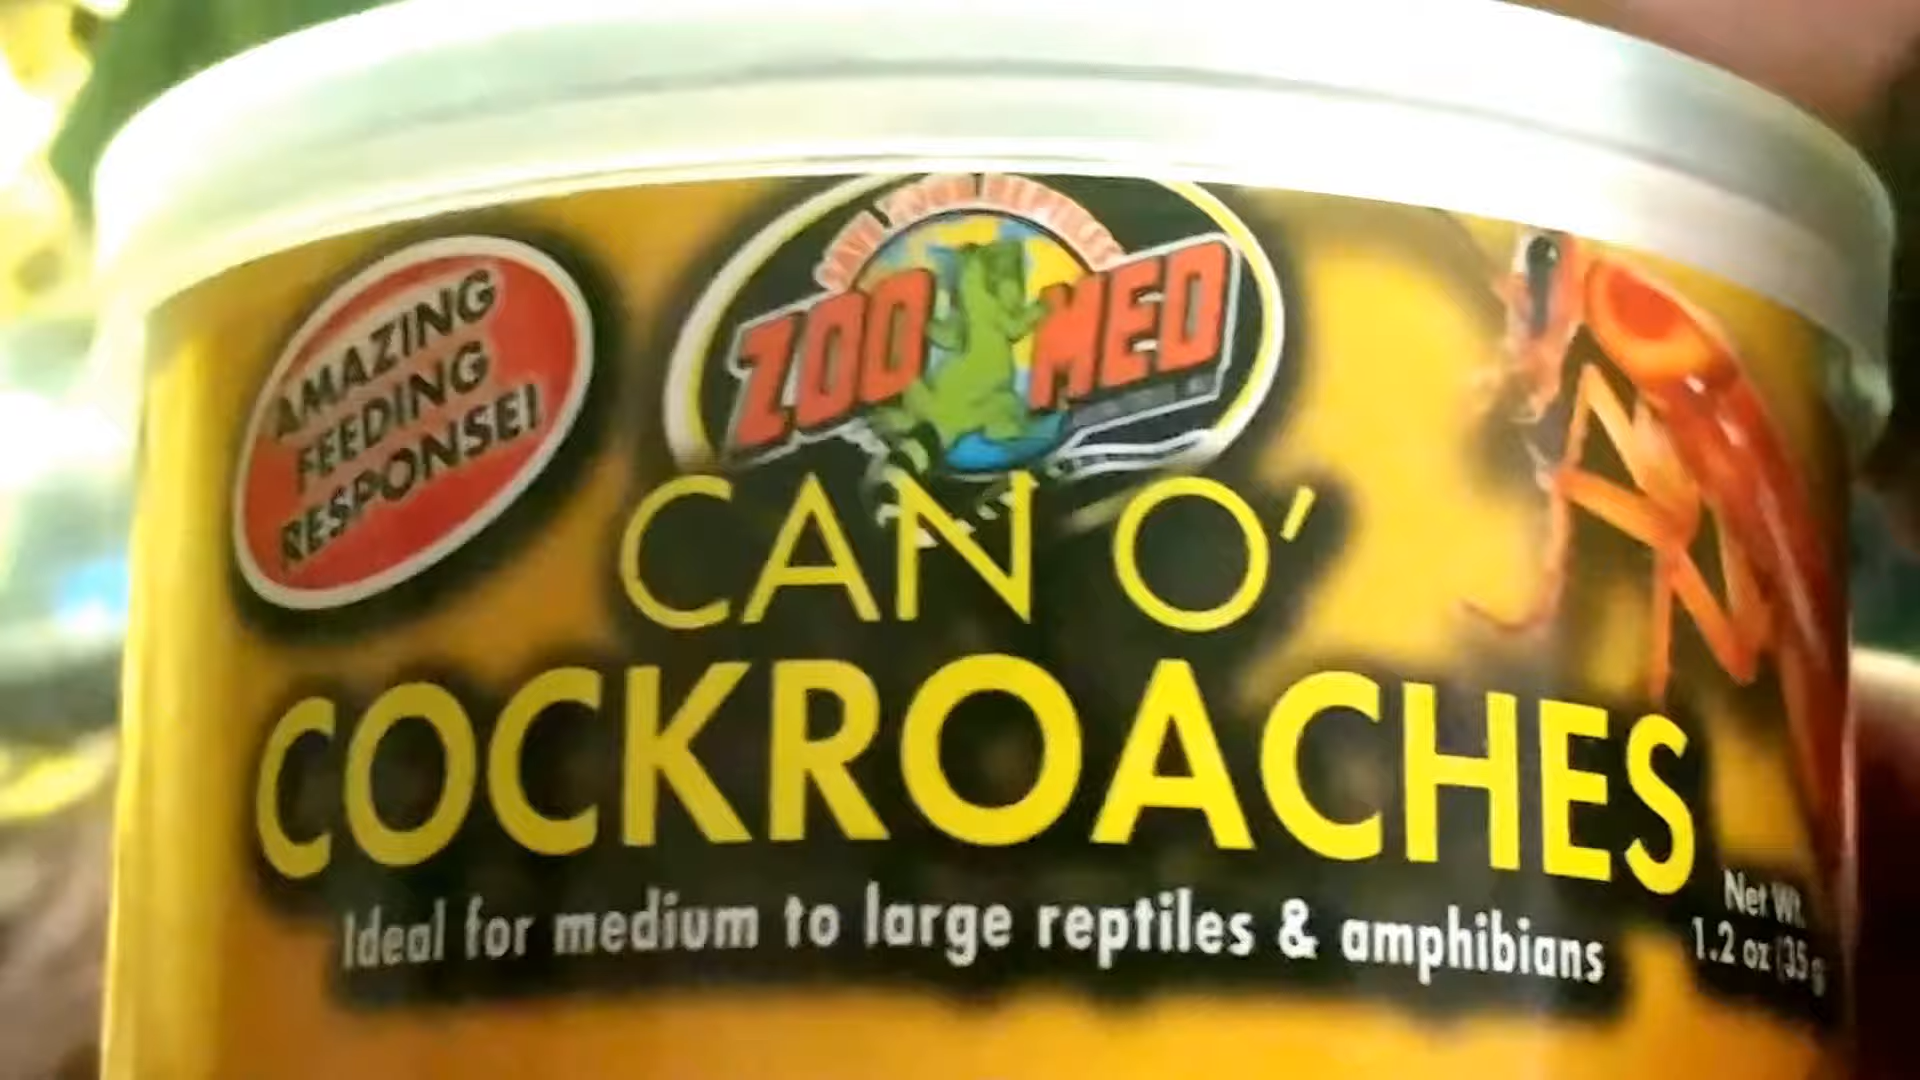 AMAZING
FEEDING
RESPONSE!
ZOO MED
CAN O'
COCKROACHES
Ideal for medium to large reptiles & amphibians
Net Wt.
1.2 oz (35 g